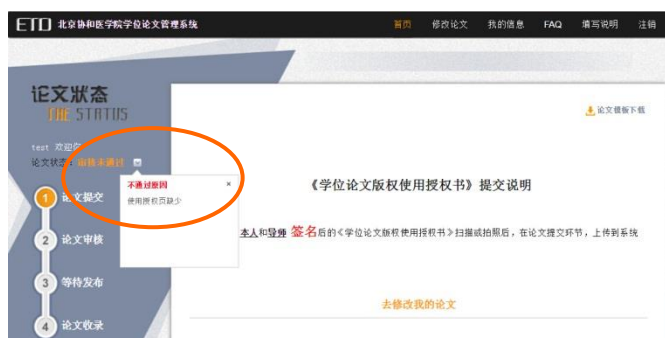 ETD 北京协和医学院学位论文管理系统
首页 修改论文 我的信息 FAQ 填写说明 注销
论文状态
THE STATUS
论文模板下载
test 欢迎你
论文状态：审核未通过
不通过原因 ×
使用授权页缺少
《学位论文版权使用授权书》提交说明
1 论文提交
本人和导师 签名后的《学位论文版权使用授权书》扫描或拍照后，在论文提交环节，上传到系统
2 论文审核
3 等待发布
去修改我的论文
4 论文收录